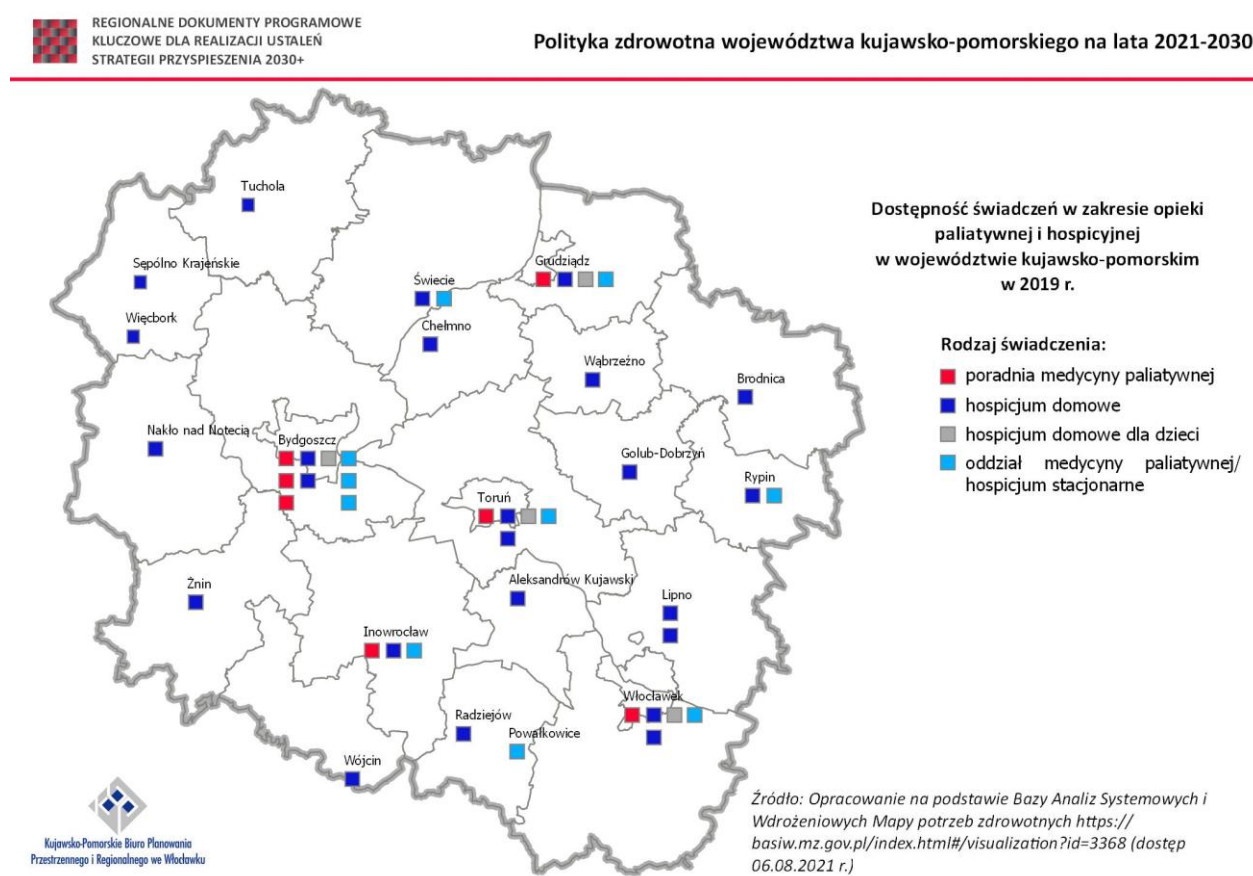 REGIONALNE DOKUMENTY PROGRAMOWE
KLUCZOWE DLA REALIZACJI USTALEŃ
STRATEGII PRZYSPIESZENIA 2030+
Polityka zdrowotna województwa kujawsko-pomorskiego na lata 2021-2030
Dostępność świadczeń w zakresie opieki
paliatywnej i hospicyjnej
w województwie kujawsko-pomorskim
w 2019 r.
Rodzaj świadczenia:
poradnia medycyny paliatywnej
hospicjum domowe
hospicjum domowe dla dzieci
oddział medycyny paliatywnej/
hospicjum stacjonarne
Tuchola
Sępólno Krajeńskie
Więcbork
Świecie
Grudziądz
Chełmno
Wąbrzeźno
Brodnica
Nakło nad Notecią
Bydgoszcz
Golub-Dobrzyń
Rypin
Toruń
Żnin
Aleksandrów Kujawski
Lipno
Inowrocław
Włocławek
Radziejów
Powałkowice
Wójcin
Kujawsko-Pomorskie Biuro Planowania
Przestrzennego i Regionalnego we Włocławku
Źródło: Opracowanie na podstawie Bazy Analiz Systemowych i
Wdrożeniowych Mapy potrzeb zdrowotnych https://
basiw.mz.gov.pl/index.html#/visualization?id=3368 (dostęp
06.08.2021 r.)